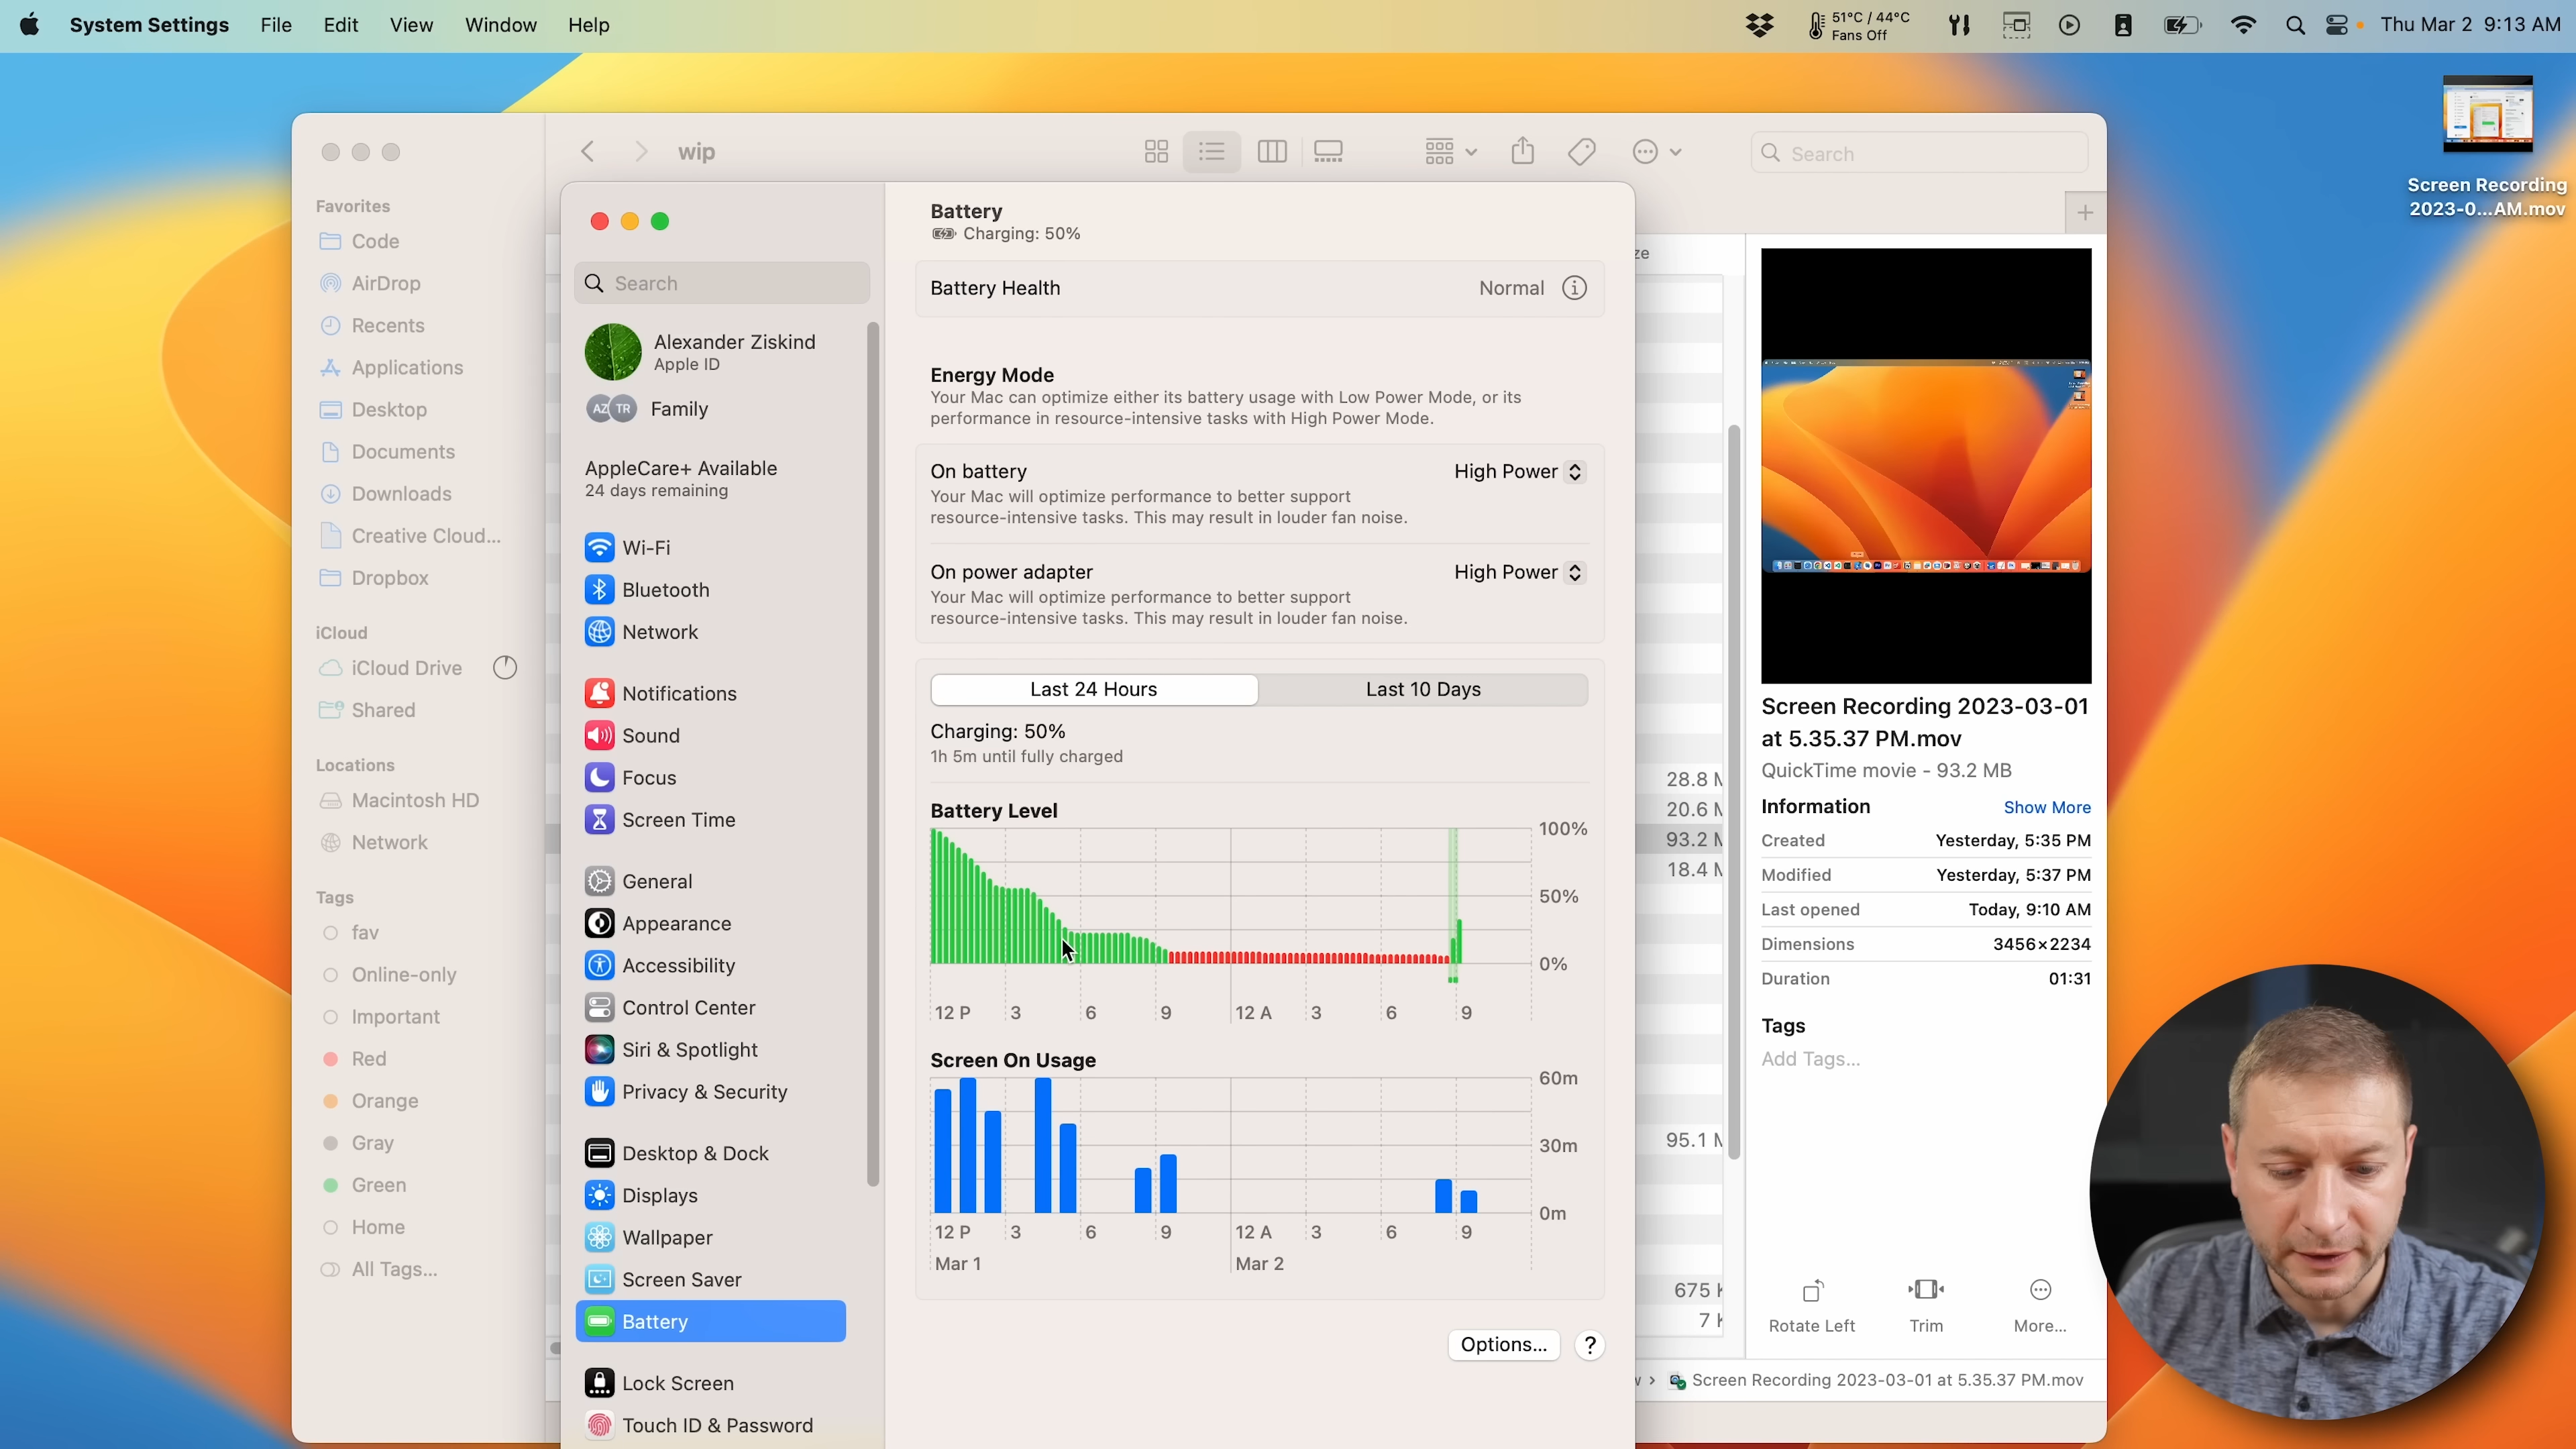 System Settings File Edit View Window Help
51°C / 44°C
Fans Off
Thu Mar 2 9:13 AM
Screen Recording
2023-0...AM.mov
wip
Search
Favorites
Code
AirDrop
Recents
Applications
Desktop
Documents
Downloads
Creative Cloud...
Dropbox
iCloud
iCloud Drive
Shared
Locations
Macintosh HD
Network
Tags
fav
Online-only
Important
Red
Orange
Gray
Green
Home
All Tags...
Search
Alexander Ziskind
Apple ID
AZ TR Family
AppleCare+ Available
24 days remaining
Wi-Fi
Bluetooth
Network
Notifications
Sound
Focus
Screen Time
General
Appearance
Accessibility
Control Center
Siri & Spotlight
Privacy & Security
Desktop & Dock
Displays
Wallpaper
Screen Saver
Battery
Lock Screen
Touch ID & Password
Battery
Charging: 50%
Battery Health Normal
Energy Mode
Your Mac can optimize either its battery usage with Low Power Mode, or its
performance in resource-intensive tasks with High Power Mode.
On battery High Power
Your Mac will optimize performance to better support
resource-intensive tasks. This may result in louder fan noise.
On power adapter High Power
Your Mac will optimize performance to better support
resource-intensive tasks. This may result in louder fan noise.
Last 24 Hours Last 10 Days
Charging: 50%
1h 5m until fully charged
Battery Level
100%
50%
0%
12 P 3 6 9 12 A 3 6 9
Screen On Usage
60m
30m
0m
12 P 3 6 9 12 A 3 6 9
Mar 1 Mar 2
Options... ?
ze
28.8 M
20.6 M
93.2 M
18.4 M
95.1 M
675 K
7 K
Screen Recording 2023-03-01
at 5.35.37 PM.mov
QuickTime movie - 93.2 MB
Information Show More
Created Yesterday, 5:35 PM
Modified Yesterday, 5:37 PM
Last opened Today, 9:10 AM
Dimensions 3456×2234
Duration 01:31
Tags
Add Tags...
Rotate Left Trim More...
Screen Recording 2023-03-01 at 5.35.37 PM.mov